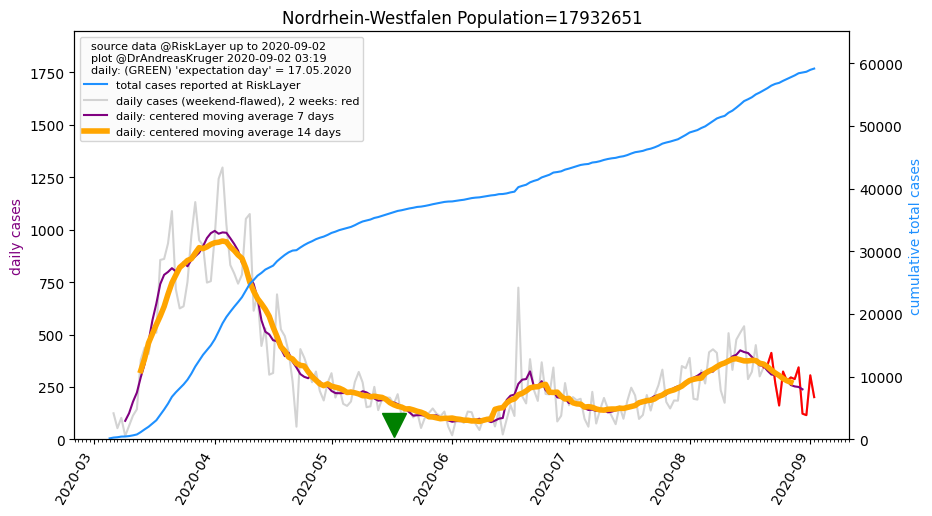 Nordrhein-Westfalen Population=17932651
source data @RiskLayer up to 2020-09-02
plot @DrAndreasKruger 2020-09-02 03:19
daily: (GREEN) 'expectation day' = 17.05.2020
total cases reported at RiskLayer
daily cases (weekend-flawed), 2 weeks: red
daily: centered moving average 7 days
daily: centered moving average 14 days
daily cases
1750
1500
1250
1000
750
500
250
0
cumulative total cases
60000
50000
40000
30000
20000
10000
0
2020-03
2020-04
2020-05
2020-06
2020-07
2020-08
2020-09